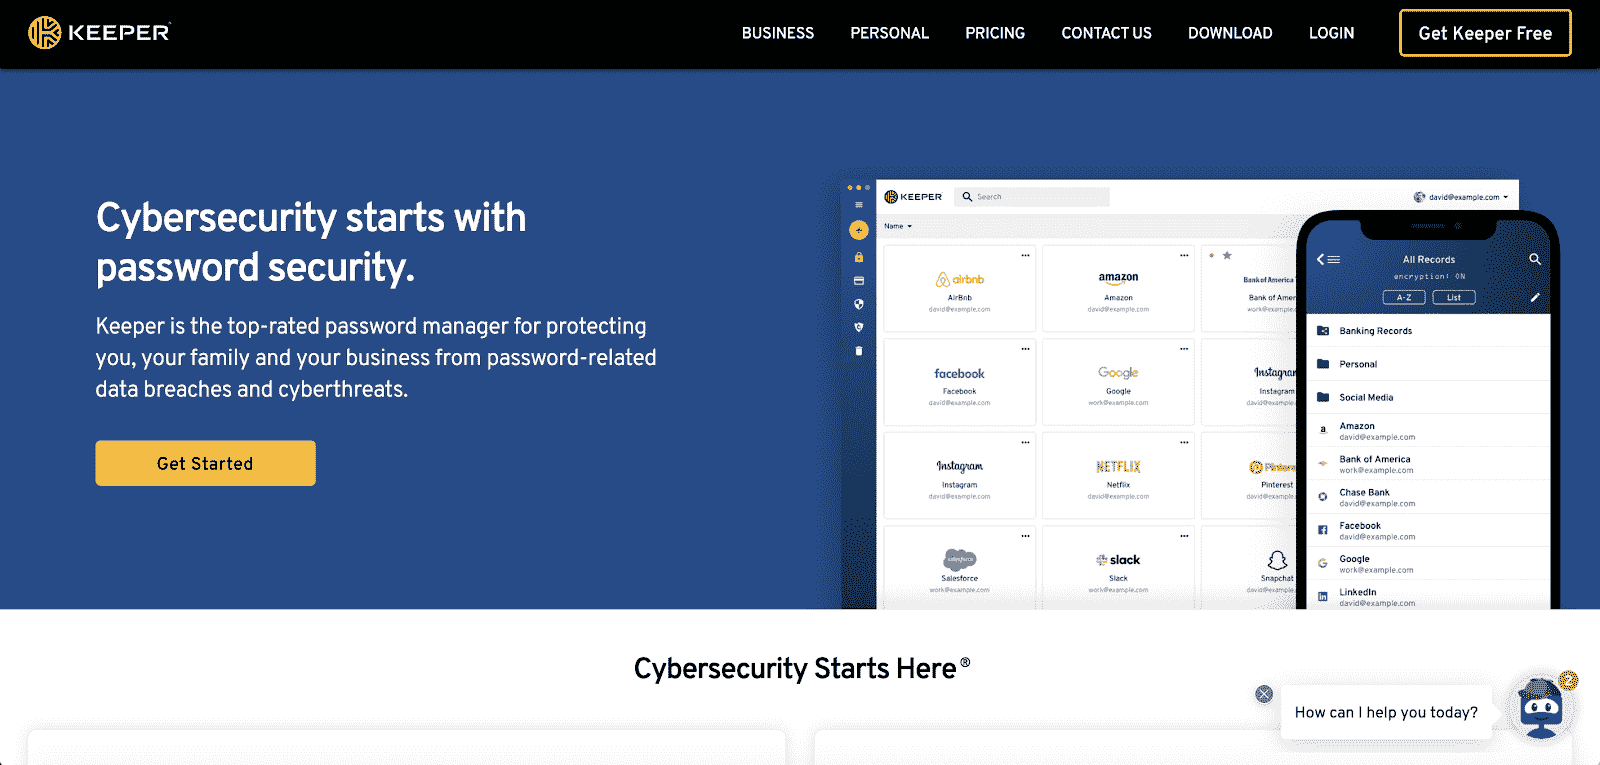 KEEPER
BUSINESS
PERSONAL
PRICING
CONTACT US
DOWNLOAD
LOGIN
Get Keeper Free
Cybersecurity starts with
password security.
Keeper is the top-rated password manager for protecting
you, your family and your business from password-related
data breaches and cyberthreats.
Get Started
KEEPER
Search
david@example.com
Name
airbnb
AirBnb
david@example.com
amazon
Amazon
david@example.com
Bank of America
Bank of Amer
work@examp
facebook
Facebook
david@example.com
Google
Google
work@example.com
Instagram
Instagram
david@examp
Instagram
Instagram
david@example.com
NETFLIX
Netflix
david@example.com
Pintere
Pinterest
david@examp
salesforce
Salesforce
work@example.com
slack
Slack
work@example.com
Snapchat
david@examp
All Records
encryption: ON
A-Z
List
Banking Records
Personal
Social Media
Amazon
david@example.com
Bank of America
work@example.com
Chase Bank
david@example.com
Facebook
david@example.com
Google
work@example.com
LinkedIn
david@example.com
Cybersecurity Starts Here®
How can I help you today?
2